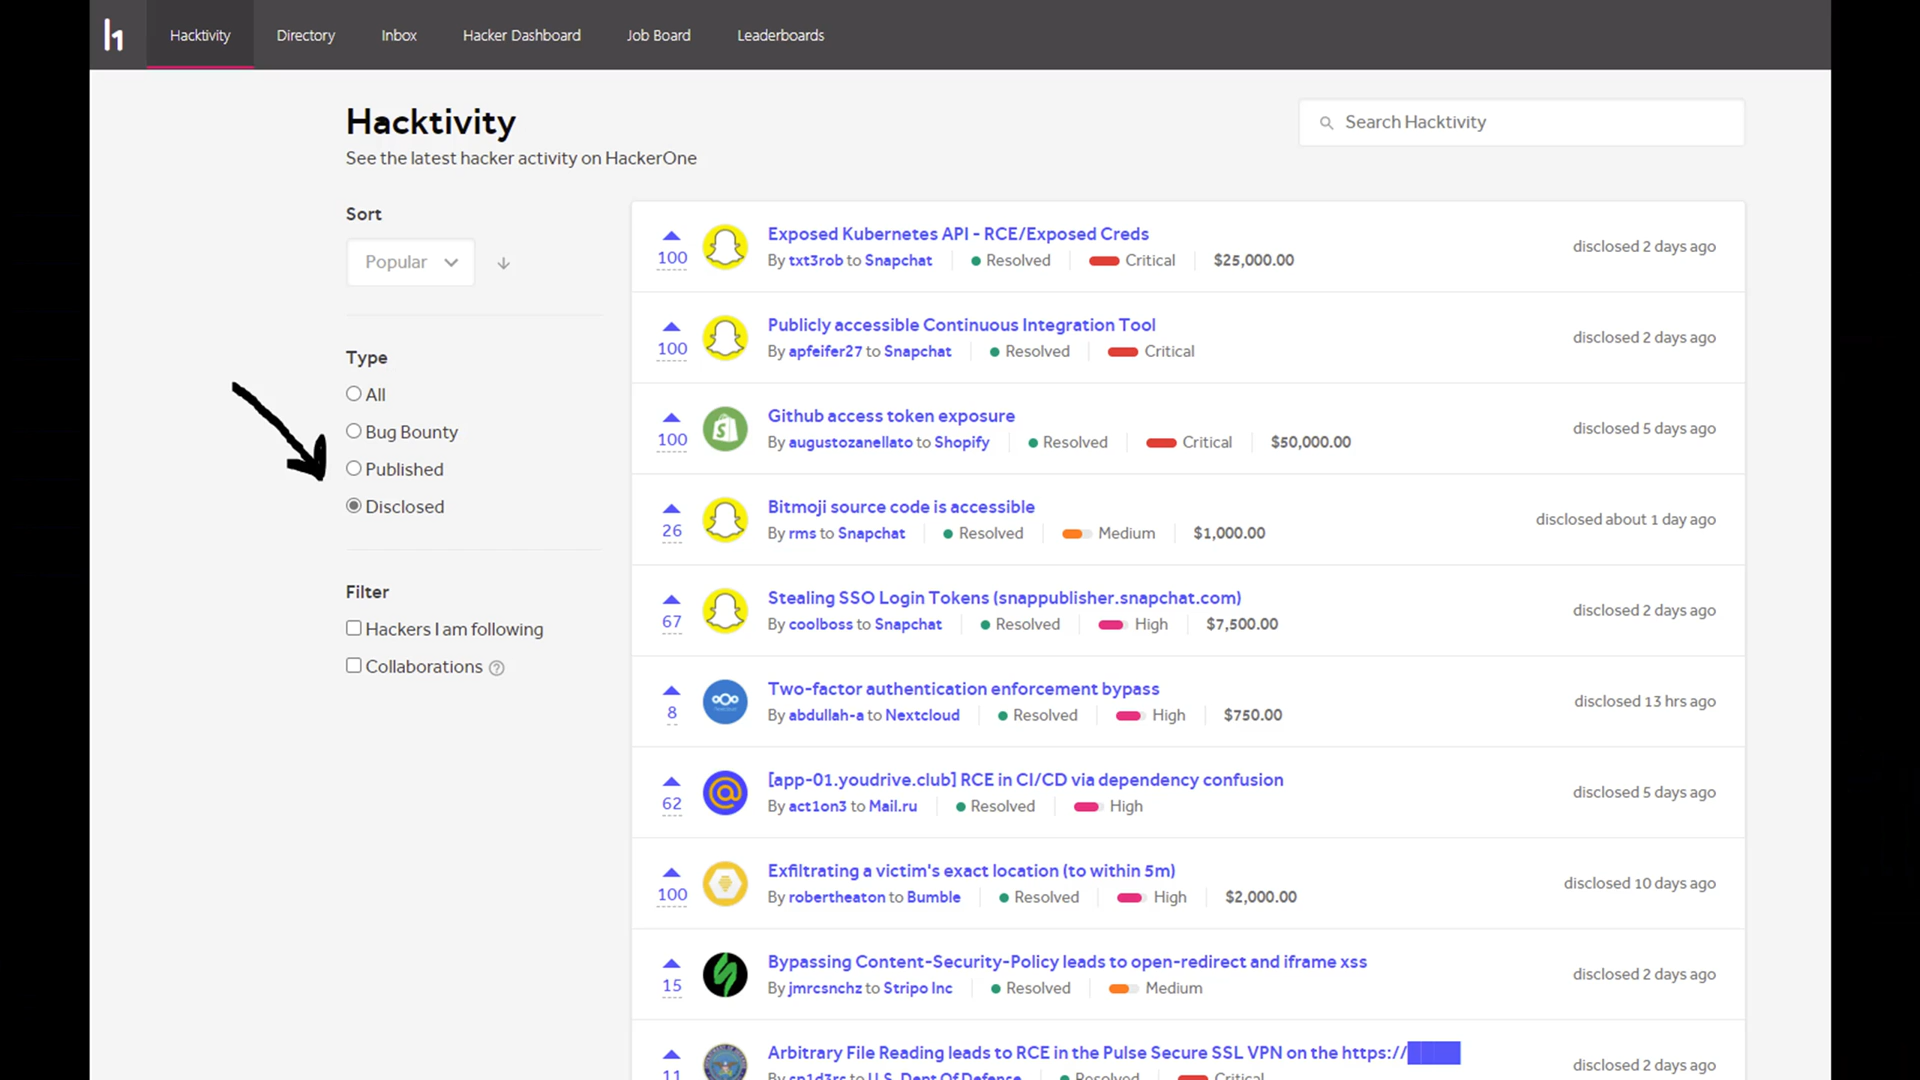 h1
Hacktivity
Directory
Inbox
Hacker Dashboard
Job Board
Leaderboards
Hacktivity
See the latest hacker activity on HackerOne
Search Hacktivity
Sort
Popular
Type
All
Bug Bounty
Published
Disclosed
Filter
Hackers I am following
Collaborations ?
100
Exposed Kubernetes API - RCE/Exposed Creds
By txt3rob to Snapchat Resolved Critical $25,000.00
disclosed 2 days ago
100
Publicly accessible Continuous Integration Tool
By apfeifer27 to Snapchat Resolved Critical
disclosed 2 days ago
100
Github access token exposure
By augustozanellato to Shopify Resolved Critical $50,000.00
disclosed 5 days ago
26
Bitmoji source code is accessible
By rms to Snapchat Resolved Medium $1,000.00
disclosed about 1 day ago
67
Stealing SSO Login Tokens (snappublisher.snapchat.com)
By coolboss to Snapchat Resolved High $7,500.00
disclosed 2 days ago
8
Two-factor authentication enforcement bypass
By abdullah-a to Nextcloud Resolved High $750.00
disclosed 13 hrs ago
62
[app-01.youdrive.club] RCE in CI/CD via dependency confusion
By act1on3 to Mail.ru Resolved High
disclosed 5 days ago
100
Exfiltrating a victim's exact location (to within 5m)
By robertheaton to Bumble Resolved High $2,000.00
disclosed 10 days ago
15
Bypassing Content-Security-Policy leads to open-redirect and iframe xss
By jmrcsnchz to Stripo Inc Resolved Medium
disclosed 2 days ago
11
Arbitrary File Reading leads to RCE in the Pulse Secure SSL VPN on the https://████
By sp1d3rs to U.S. Dept Of Defense Resolved Critical
disclosed 2 days ago